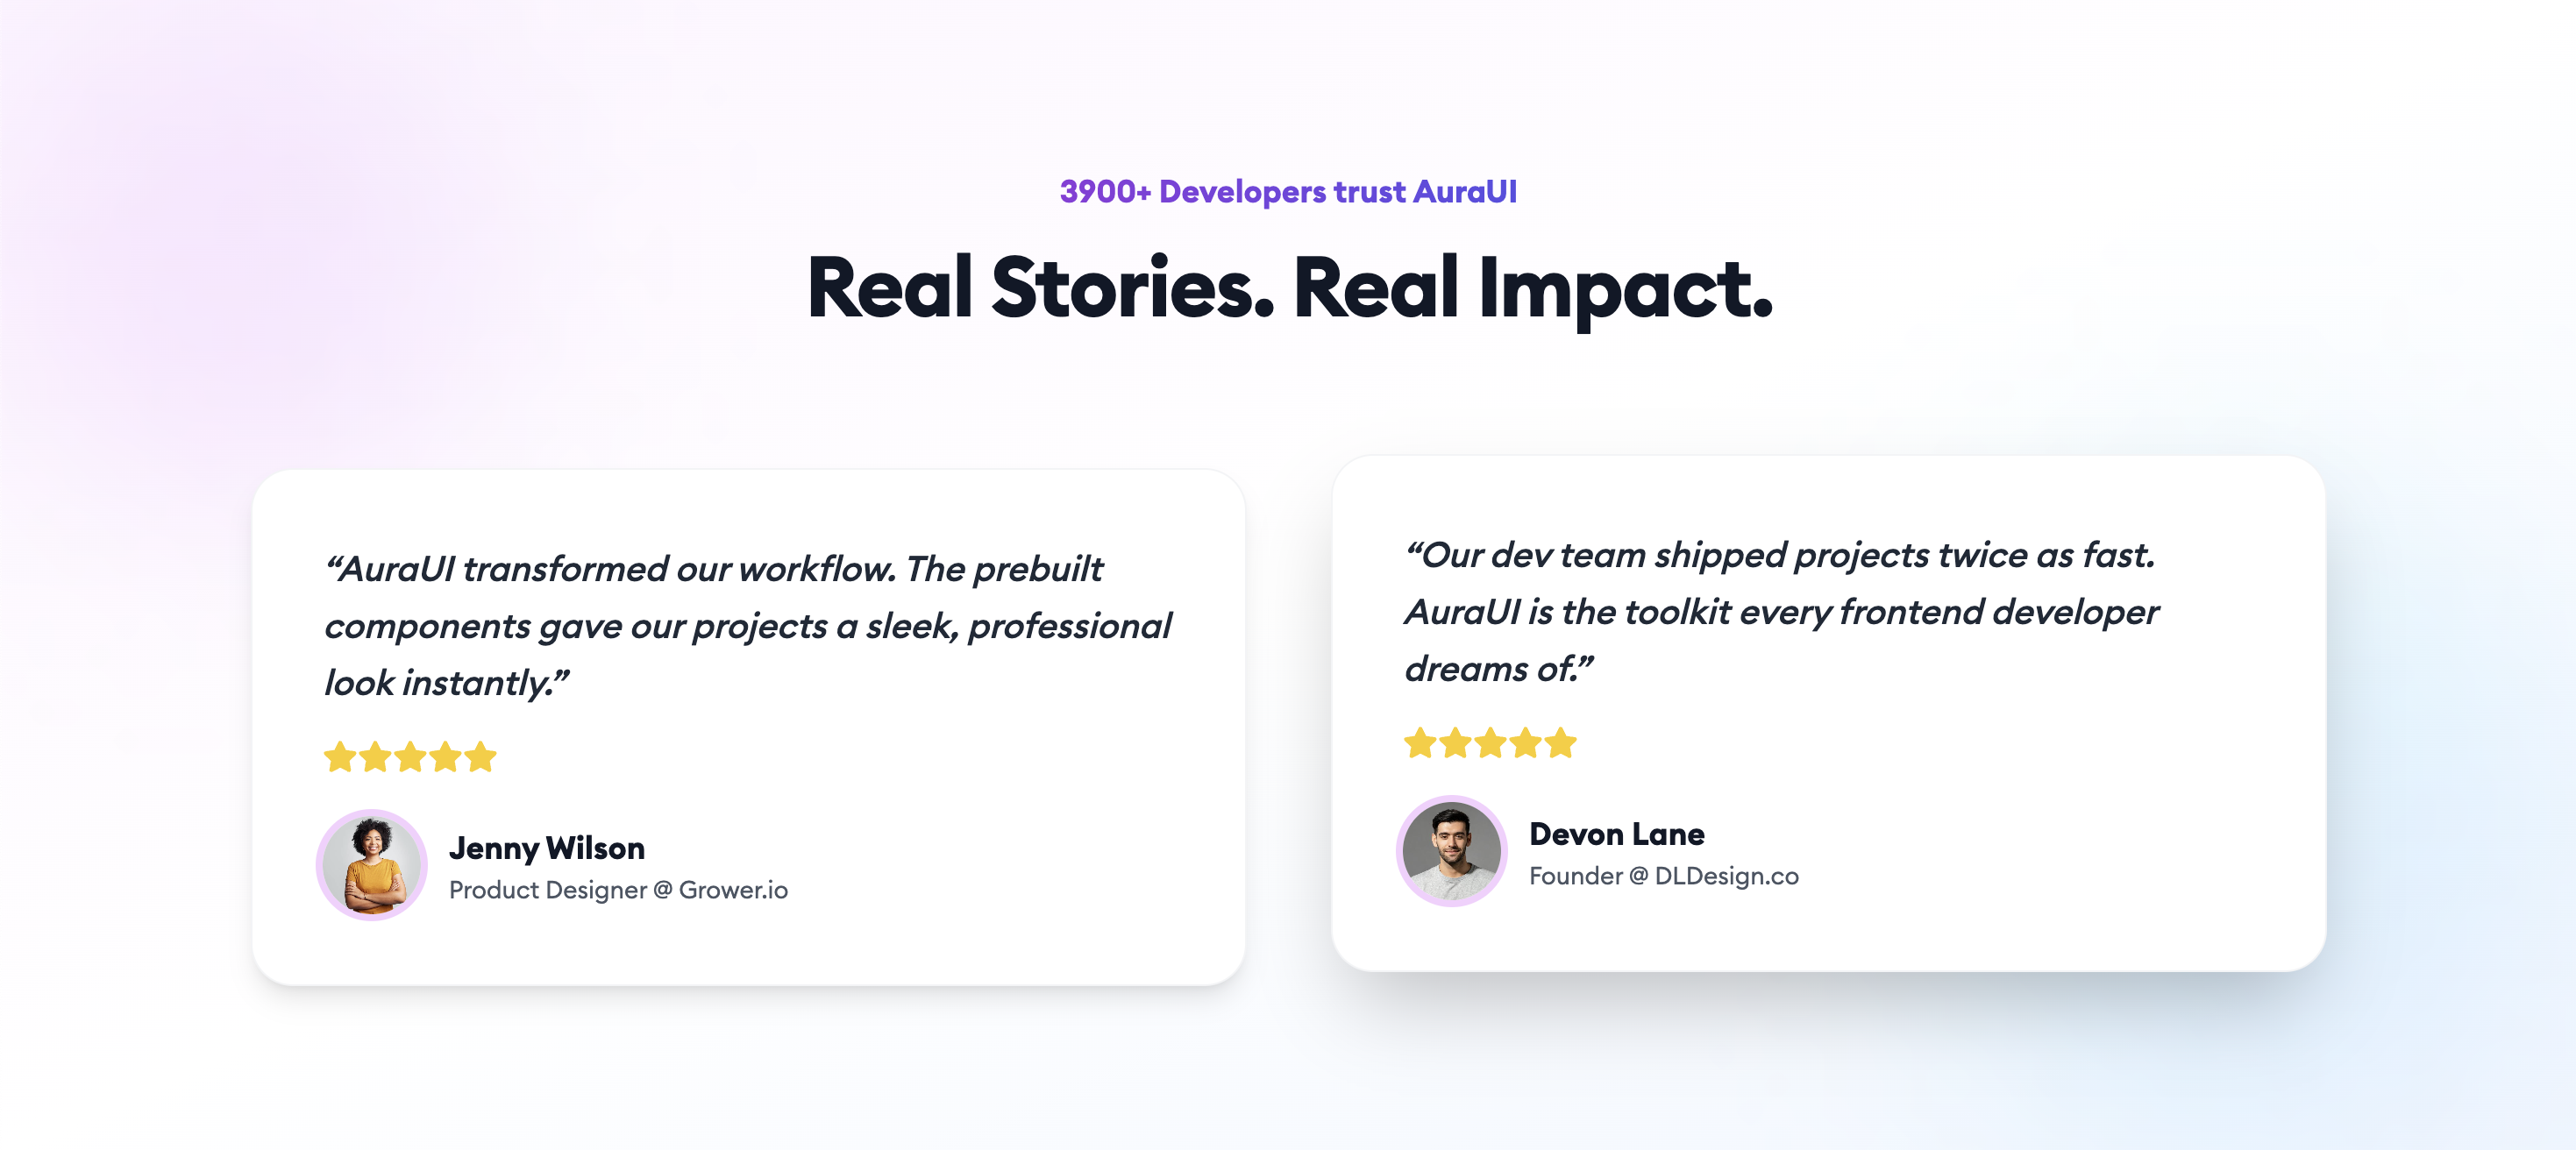 3900+ Developers trust AuraUI
Real Stories. Real Impact.
“AuraUI transformed our workflow. The prebuilt
components gave our projects a sleek, professional
look instantly.”
Jenny Wilson
Product Designer @ Grower.io
“Our dev team shipped projects twice as fast.
AuraUI is the toolkit every frontend developer
dreams of.”
Devon Lane
Founder @ DLDesign.co